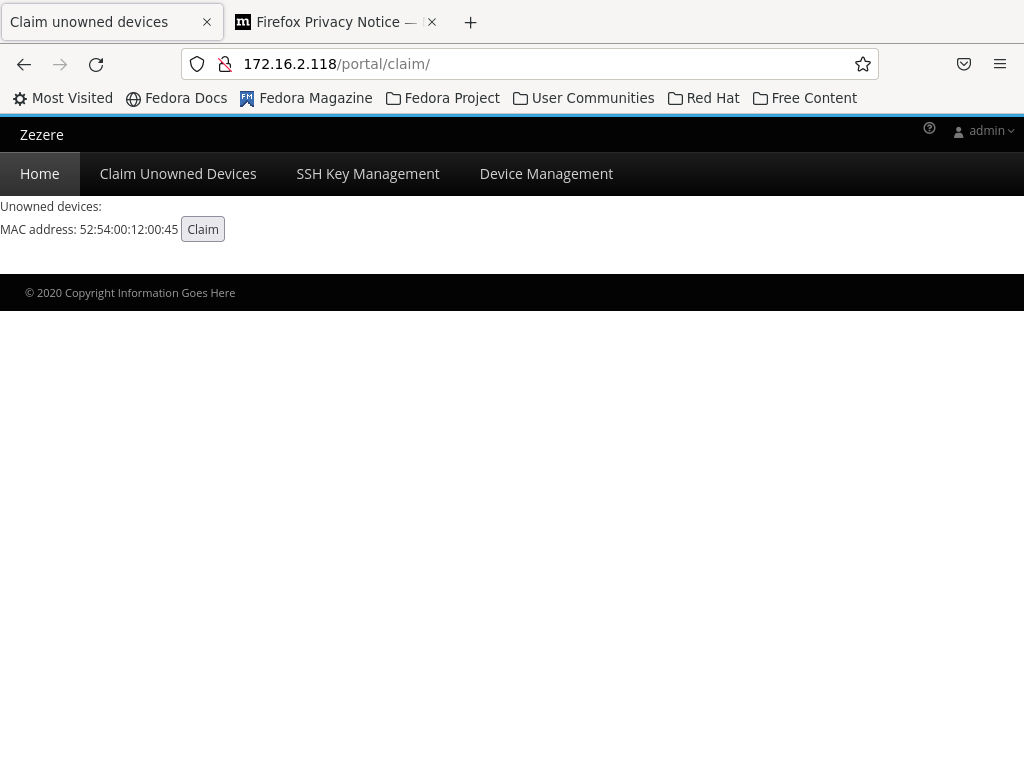 Claim unowned devices
Firefox Privacy Notice —
172.16.2.118/portal/claim/
Most Visited Fedora Docs Fedora Magazine Fedora Project User Communities Red Hat Free Content
Zezere admin
Home Claim Unowned Devices SSH Key Management Device Management
Unowned devices:
MAC address: 52:54:00:12:00:45 Claim
© 2020 Copyright Information Goes Here